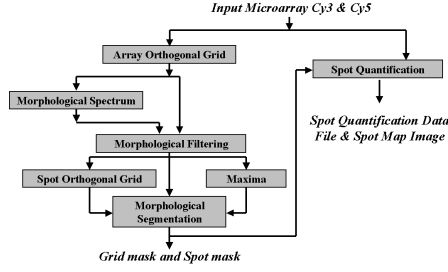 Input Microarray Cy3 & Cy5
Array Orthogonal Grid
Spot Quantification
Morphological Spectrum
Spot Quantification Data
File & Spot Map Image
Morphological Filtering
Spot Orthogonal Grid
Maxima
Morphological
Segmentation
Grid mask and Spot mask